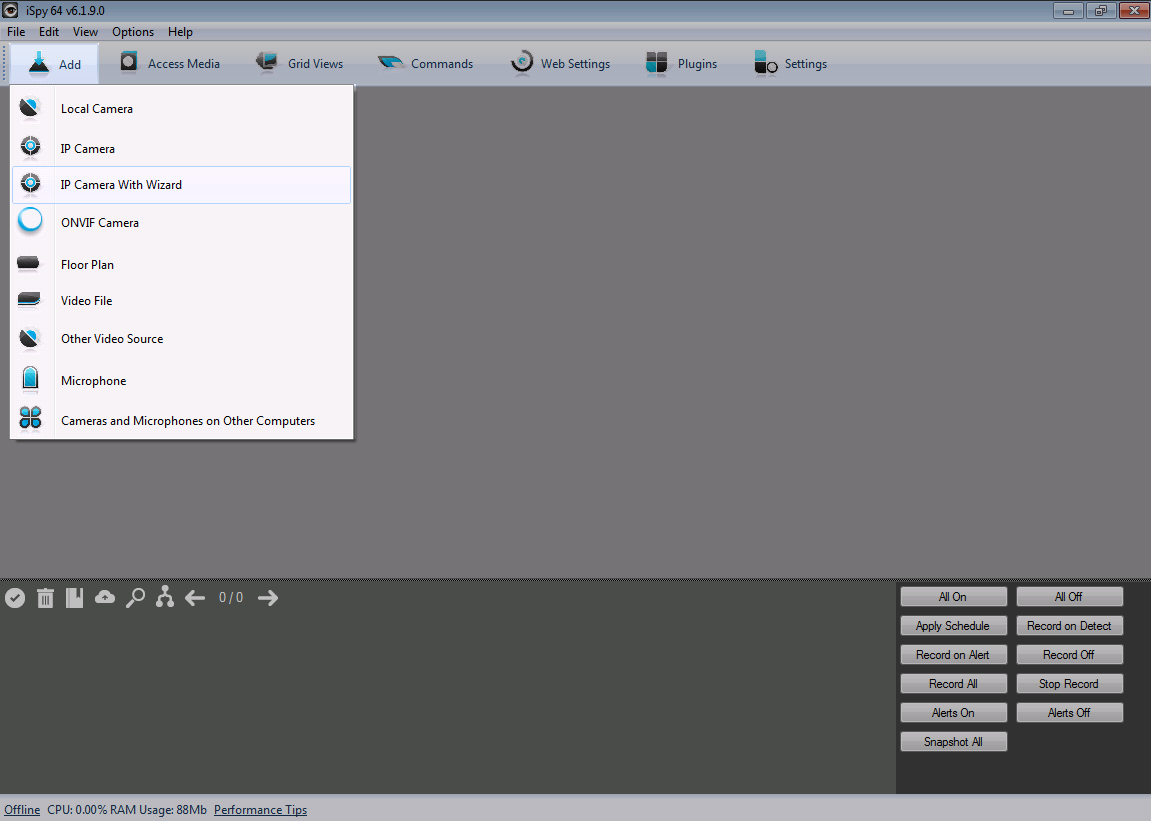 iSpy 64 v6.1.9.0
File Edit View Options Help
Add Access Media Grid Views Commands Web Settings Plugins Settings
Local Camera
IP Camera
IP Camera With Wizard
ONVIF Camera
Floor Plan
Video File
Other Video Source
Microphone
Cameras and Microphones on Other Computers
0 / 0
All On All Off
Apply Schedule Record on Detect
Record on Alert Record Off
Record All Stop Record
Alerts On Alerts Off
Snapshot All
Offline CPU: 0.00% RAM Usage: 88Mb Performance Tips